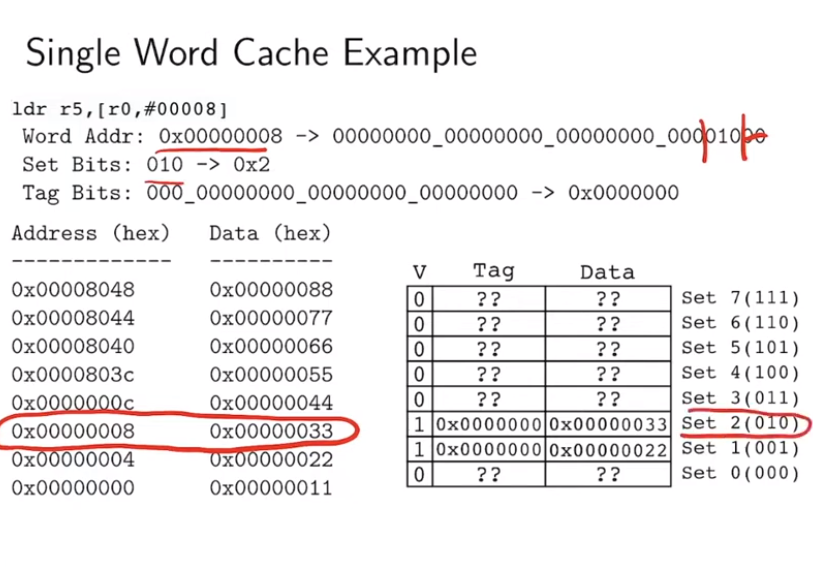 Single Word Cache Example
ldr r5,[r0,#00008]
Word Addr: 0x00000008 -> 00000000_00000000_00000000_00001000
Set Bits: 010 -> 0x2
Tag Bits: 000_00000000_00000000_00000000 -> 0x0000000
Address (hex) Data (hex)
------------- ----------
0x00008048 0x00000088
0x00008044 0x00000077
0x00008040 0x00000066
0x0000803c 0x00000055
0x0000000c 0x00000044
0x00000008 0x00000033
0x00000004 0x00000022
0x00000000 0x00000011
V Tag Data
0 ?? ?? Set 7(111)
0 ?? ?? Set 6(110)
0 ?? ?? Set 5(101)
0 ?? ?? Set 4(100)
0 ?? ?? Set 3(011)
1 0x0000000 0x00000033 Set 2(010)
1 0x0000000 0x00000022 Set 1(001)
0 ?? ?? Set 0(000)